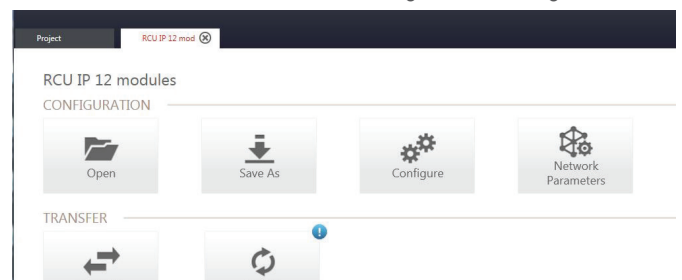 Project
RCU IP 12 mod
RCU IP 12 modules
CONFIGURATION
Open
Save As
Configure
Network
Parameters
TRANSFER
!